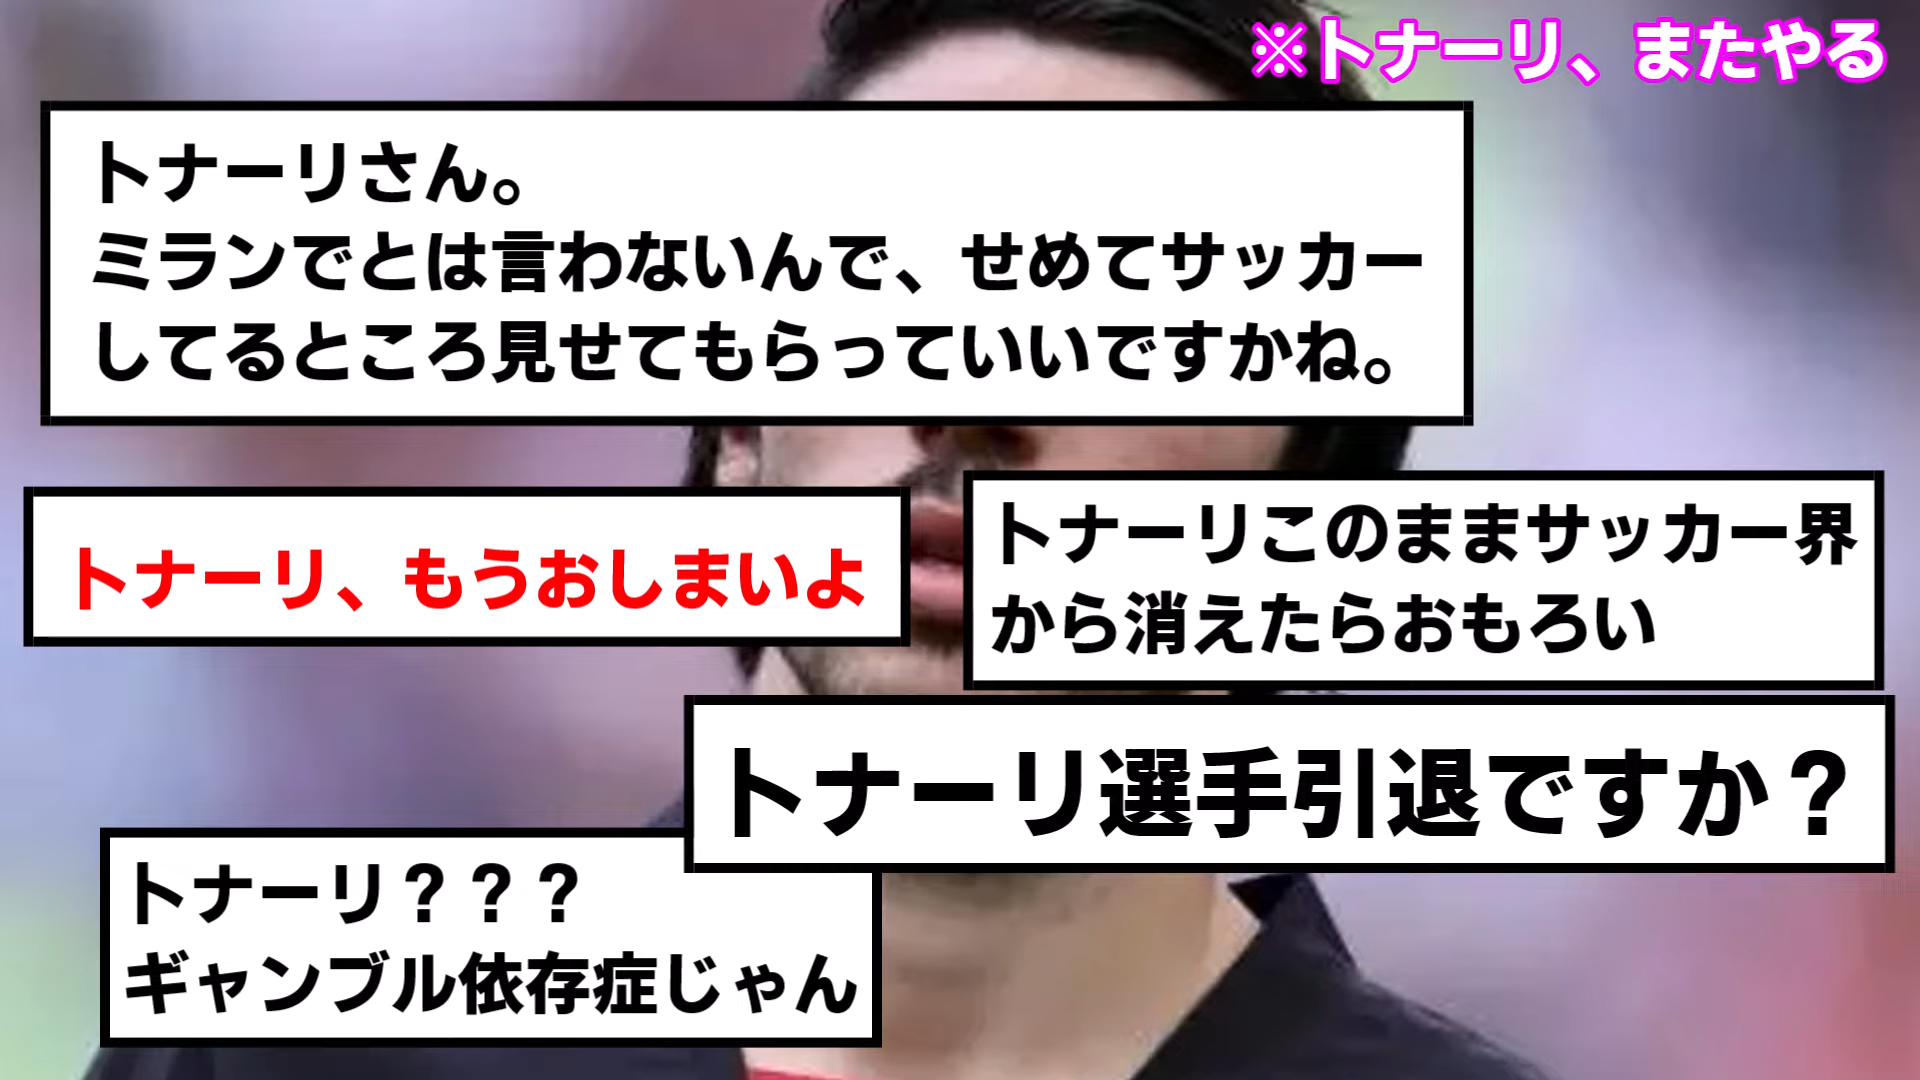 ※トナーリ、またやる
トナーリさん。
ミランでとは言わないんで、せめてサッカー
してるところ見せてもらっていいですかね。
トナーリ、もうおしまいよ
トナーリこのままサッカー界
から消えたらおもろい
トナーリ選手引退ですか？
トナーリ？？？
ギャンブル依存症じゃん